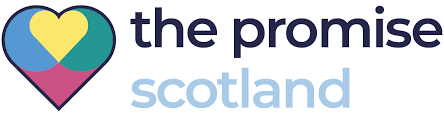 the promise
scotland